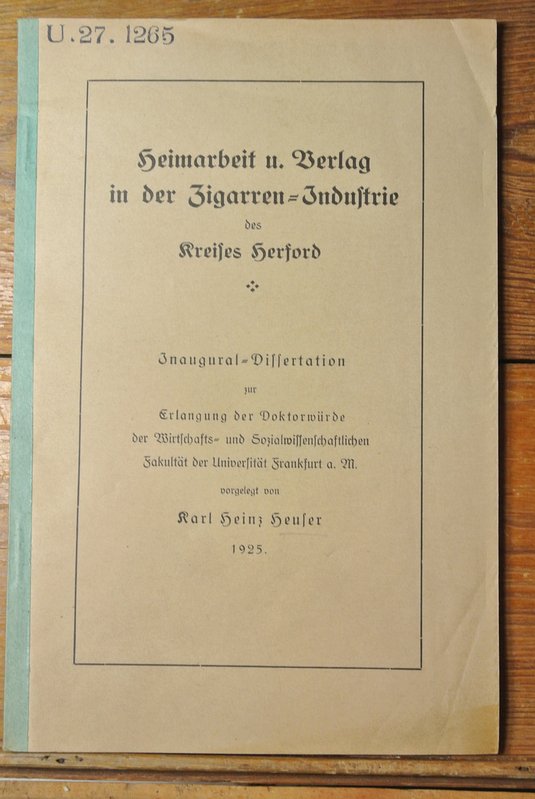 U.27. 1265
Heimarbeit u. Verlag
in der Zigarren-Industrie
des
Kreises Herford
Inaugural-Dissertation
zur
Erlangung der Doktorwürde
der Wirtschafts- und Sozialwissenschaftlichen
Fakultät der Universität Frankfurt a. M.
vorgelegt von
Karl Heinz Heuser
1925.